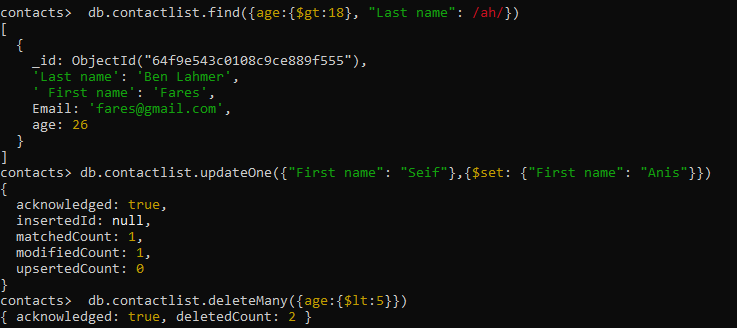 contacts>  db.contactlist.find({age:{$gt:18}, "Last name": /ah/})
[
  {
    _id: ObjectId("64f9e543c0108c9ce889f555"),
    'Last name': 'Ben Lahmer',
    ' First name': 'Fares',
    Email: 'fares@gmail.com',
    age: 26
  }
]
contacts> db.contactlist.updateOne({"First name": "Seif"},{$set: {"First name": "Anis"}})
{
  acknowledged: true,
  insertedId: null,
  matchedCount: 1,
  modifiedCount: 1,
  upsertedCount: 0
}
contacts>  db.contactlist.deleteMany({age:{$lt:5}})
{ acknowledged: true, deletedCount: 2 }